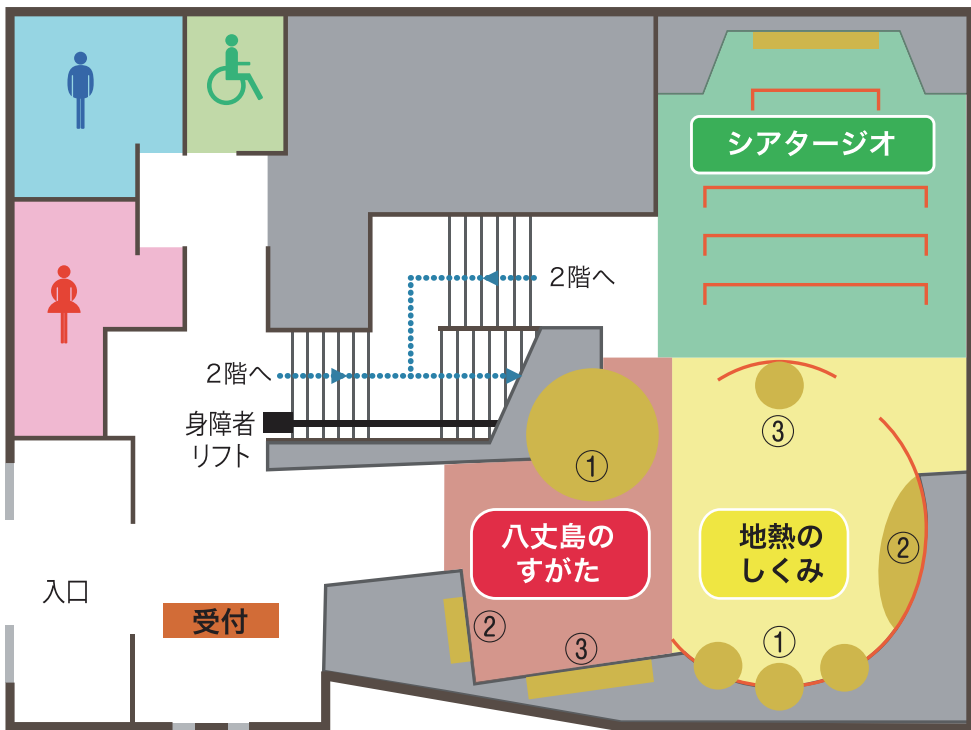 シアタージオ
2階へ
2階へ
身障者
リフト
①
③
八丈島の
すがた
地熱の
しくみ
②
入口
受付
②
③
①